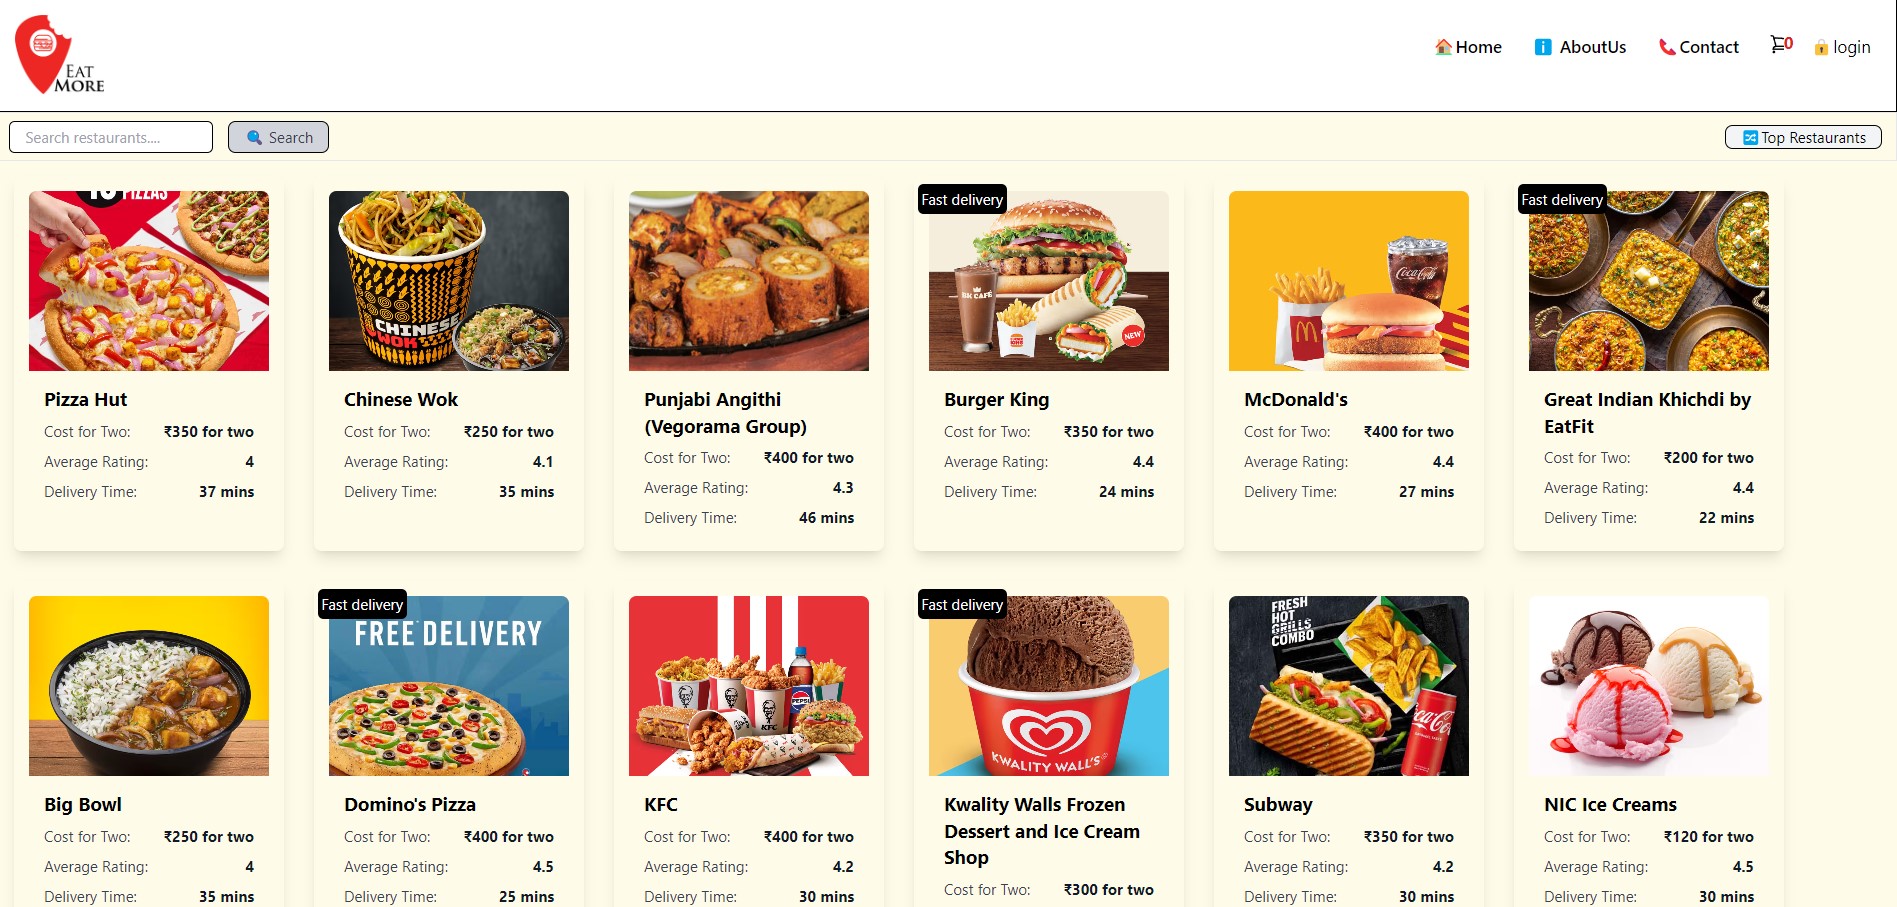 EAT
MORE
Home
AboutUs
Contact
0
login
Search restaurants....
Search
Top Restaurants
PIZZAS
Pizza Hut
Cost for Two: ₹350 for two
Average Rating: 4
Delivery Time: 37 mins
CHINESE
WOK
Chinese Wok
Cost for Two: ₹250 for two
Average Rating: 4.1
Delivery Time: 35 mins
Punjabi Angithi
(Vegorama Group)
Cost for Two: ₹400 for two
Average Rating: 4.3
Delivery Time: 46 mins
Fast delivery
BK CAFÉ
NEW
Burger King
Cost for Two: ₹350 for two
Average Rating: 4.4
Delivery Time: 24 mins
Coca-Cola
McDonald's
Cost for Two: ₹400 for two
Average Rating: 4.4
Delivery Time: 27 mins
Fast delivery
Great Indian Khichdi by
EatFit
Cost for Two: ₹200 for two
Average Rating: 4.4
Delivery Time: 22 mins
Big Bowl
Cost for Two: ₹250 for two
Average Rating: 4
Delivery Time: 35 mins
Fast delivery
FREE DELIVERY
Domino's Pizza
Cost for Two: ₹400 for two
Average Rating: 4.5
Delivery Time: 25 mins
PEPSI
KFC
KFC
Cost for Two: ₹400 for two
Average Rating: 4.2
Delivery Time: 30 mins
Fast delivery
KWALITY WALL'S
Kwality Walls Frozen
Dessert and Ice Cream
Shop
Cost for Two: ₹300 for two
FRESH
HOT
GRILLS
COMBO
Coca-Cola
Subway
Cost for Two: ₹350 for two
Average Rating: 4.2
Delivery Time: 30 mins
NIC Ice Creams
Cost for Two: ₹120 for two
Average Rating: 4.5
Delivery Time: 30 mins